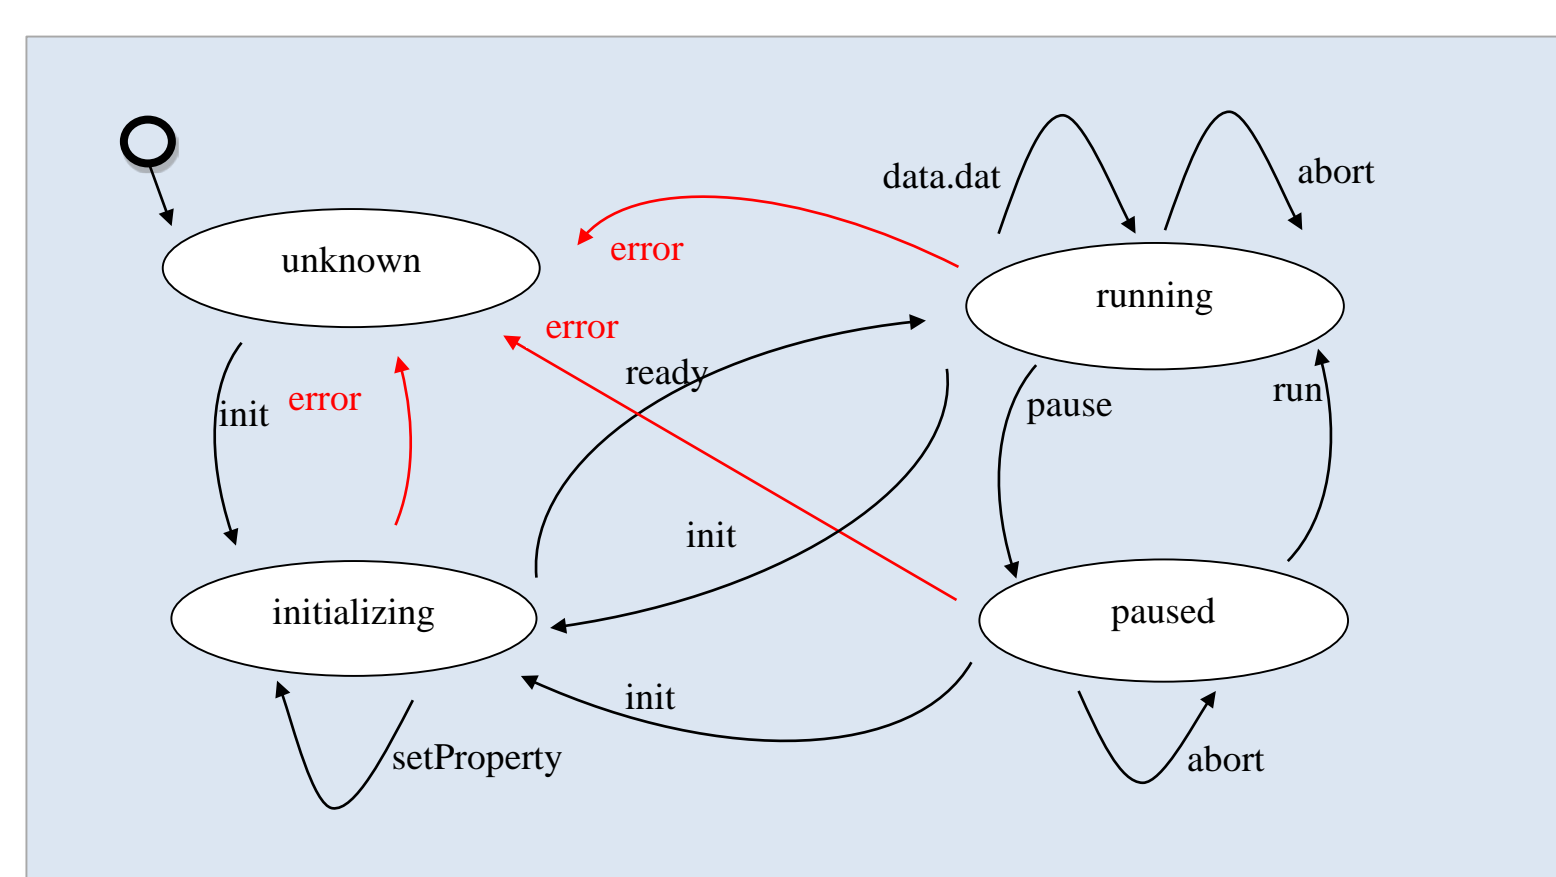 abort
data.dat
error
unknown
running
error
ready
run
error
pause
init
init
initializing
paused
init
setProperty
abort